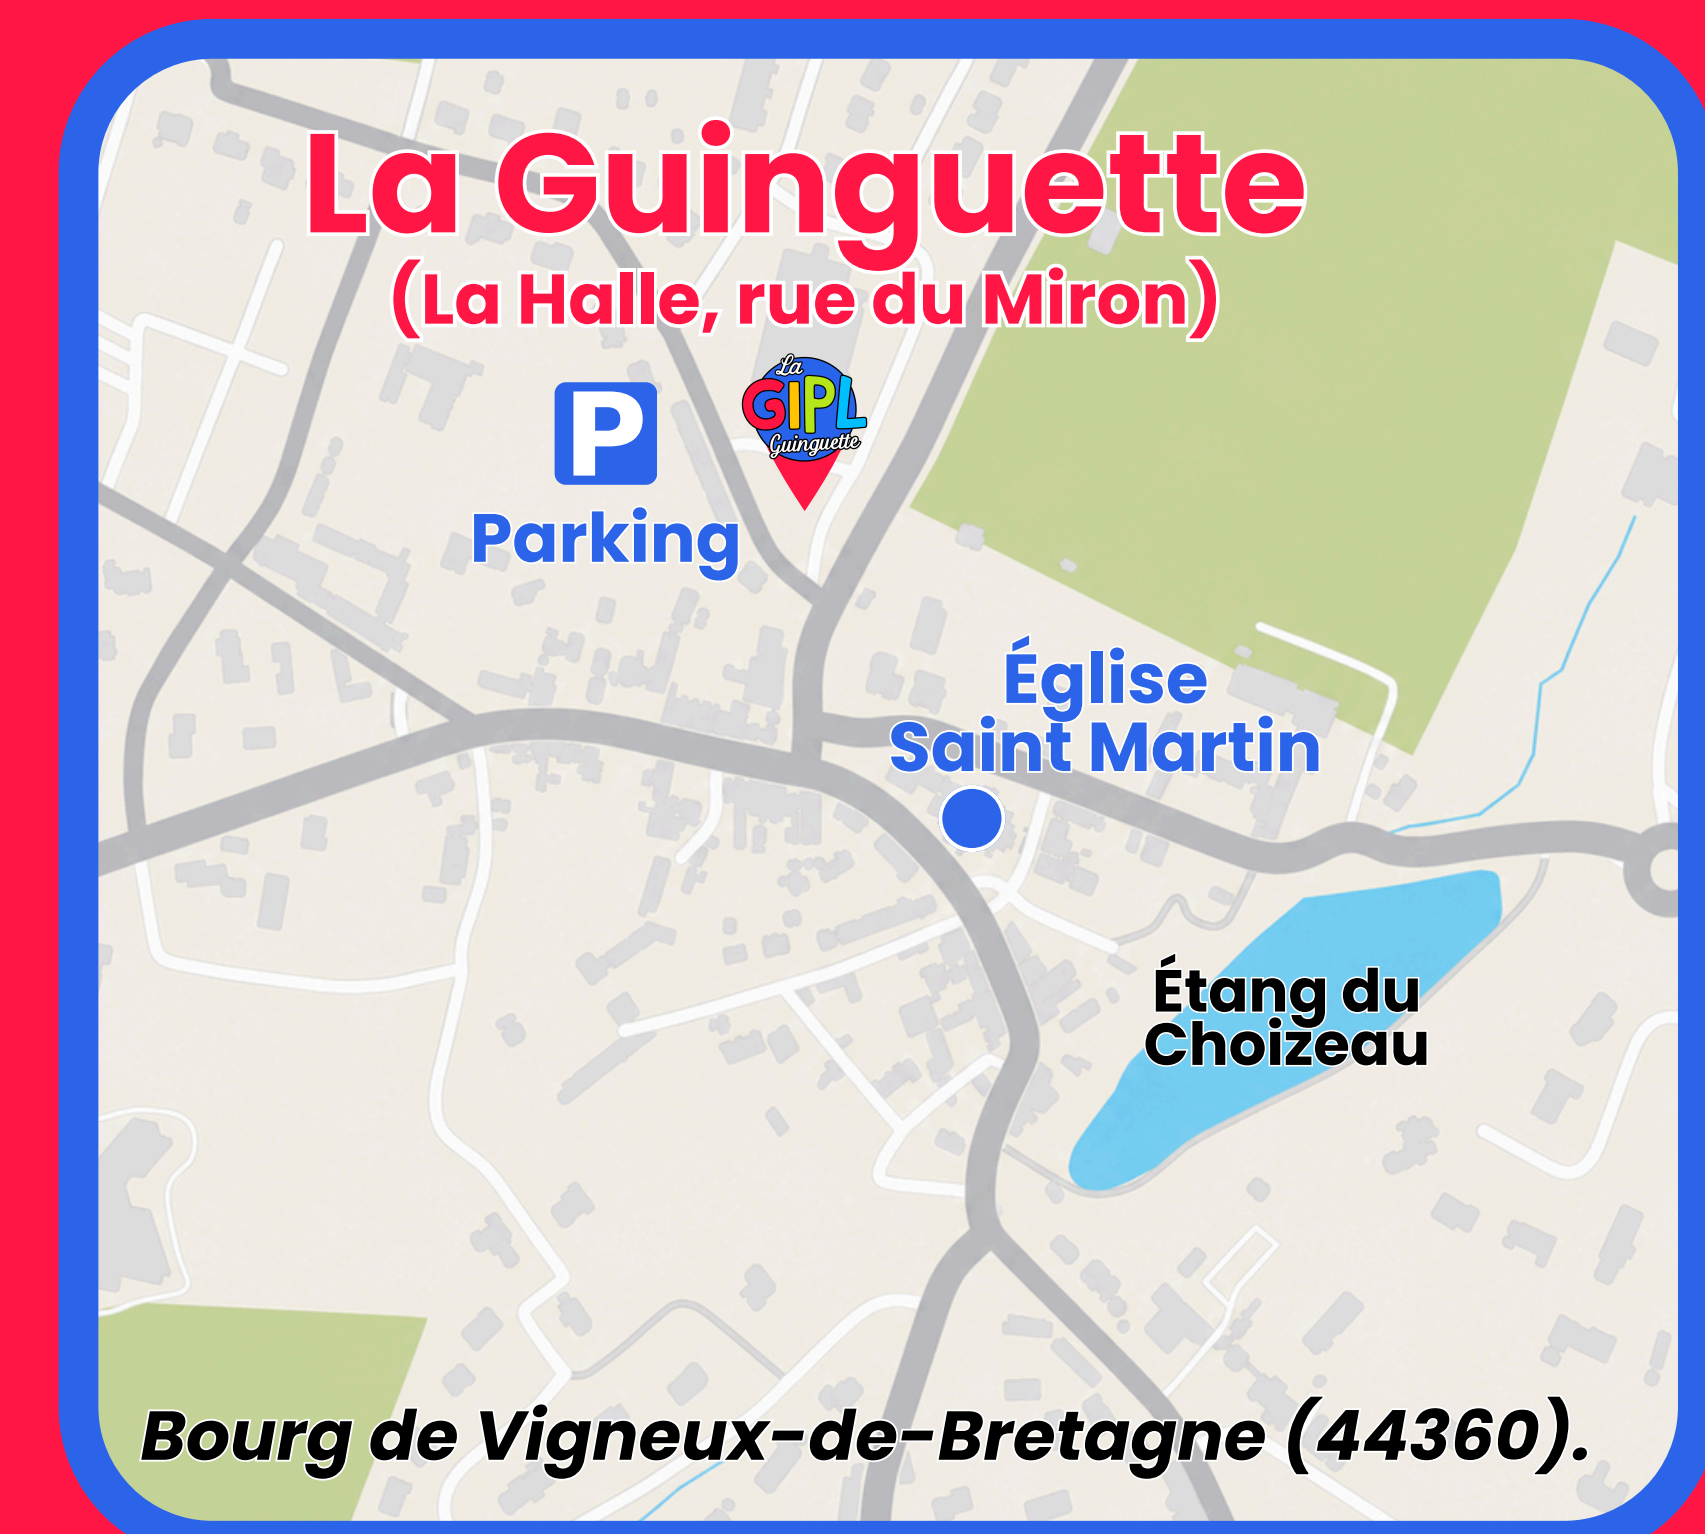 La Guinguette
(La Halle, rue du Miron)
La
GIPL
Guinguette
P
Parking
Église
Saint Martin
Étang du
Choizeau
Bourg de Vigneux-de-Bretagne (44360).